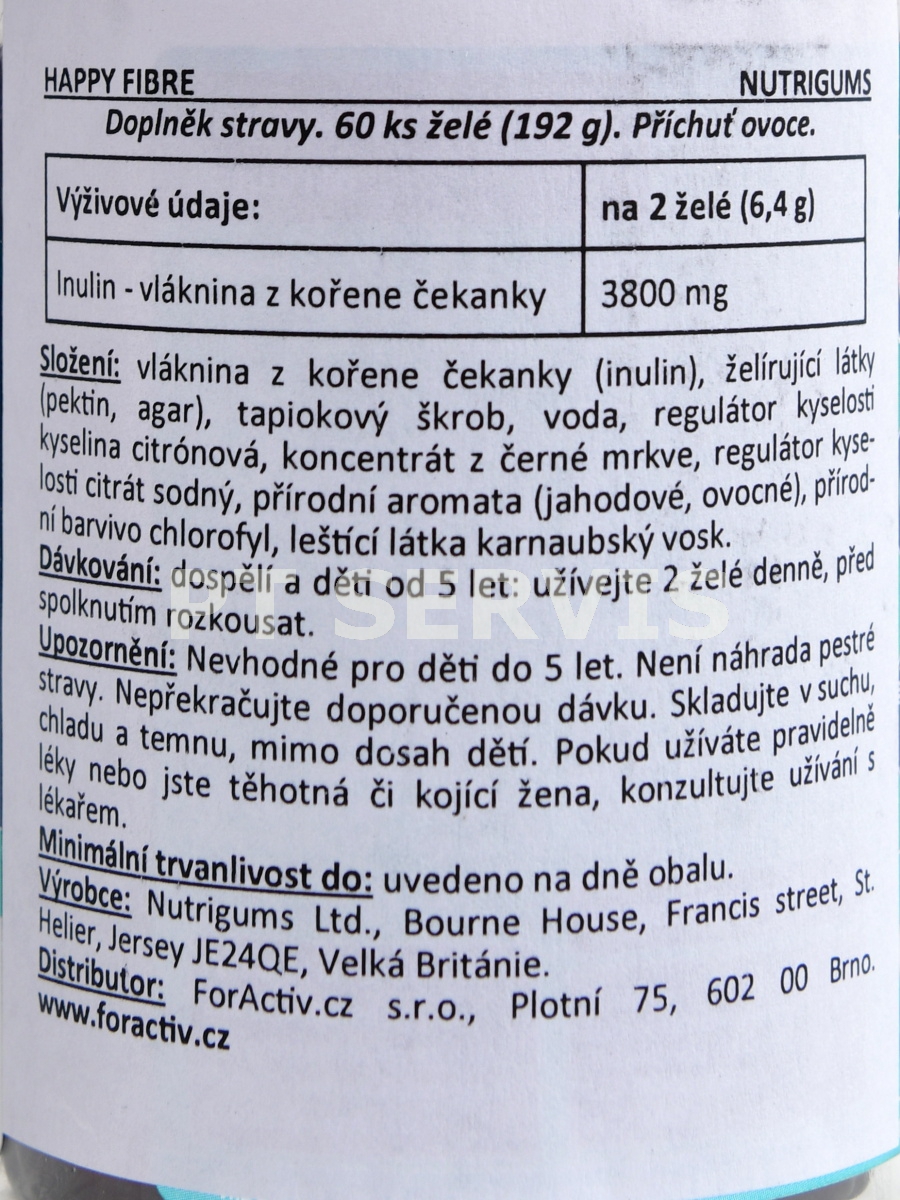 HAPPY FIBRE NUTRIGUMS
Doplněk stravy. 60 ks želé (192 g). Příchuť ovoce.
Výživové údaje: na 2 želé (6,4 g)
Inulin - vláknina z kořene čekanky 3800 mg
Složení: vláknina z kořene čekanky (inulin), želírující látky
(pektin, agar), tapiokový škrob, voda, regulátor kyselosti
kyselina citrónová, koncentrát z černé mrkve, regulátor kyse-
losti citrát sodný, přírodní aromata (jahodové, ovocné), přírod-
ní barvivo chlorofyl, leštící látka karnaubský vosk.
Dávkování: dospělí a děti od 5 let: užívejte 2 želé denně, před
spolknutím rozkousat.
PT SERVIS
Upozornění: Nevhodné pro děti do 5 let. Není náhrada pestré
stravy. Nepřekračujte doporučenou dávku. Skladujte v suchu,
chladu a temnu, mimo dosah dětí. Pokud užíváte pravidelně
léky nebo jste těhotná či kojící žena, konzultujte užívání s
lékařem.
Minimální trvanlivost do: uvedeno na dně obalu.
Výrobce: Nutrigums Ltd., Bourne House, Francis street, St.
Helier, Jersey JE24QE, Velká Británie.
Distributor: ForActiv.cz s.r.o., Plotní 75, 602 00 Brno.
www.foractiv.cz